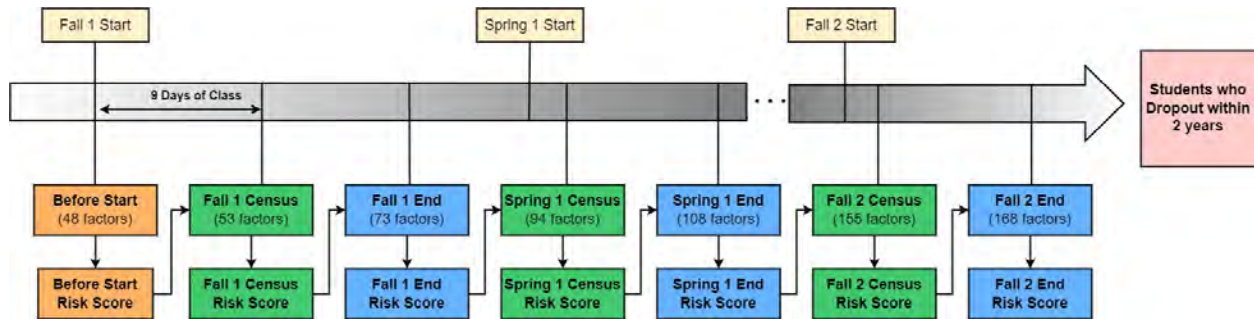 Fall 1 Start
Spring 1 Start
Fall 2 Start
9 Days of Class
. . .
Students who
Dropout within
2 years
Before Start
(48 factors)
Fall 1 Census
(53 factors)
Fall 1 End
(73 factors)
Spring 1 Census
(94 factors)
Spring 1 End
(108 factors)
Fall 2 Census
(155 factors)
Fall 2 End
(168 factors)
Before Start
Risk Score
Fall 1 Census
Risk Score
Fall 1 End
Risk Score
Spring 1 Census
Risk Score
Spring 1 End
Risk Score
Fall 2 Census
Risk Score
Fall 2 End
Risk Score